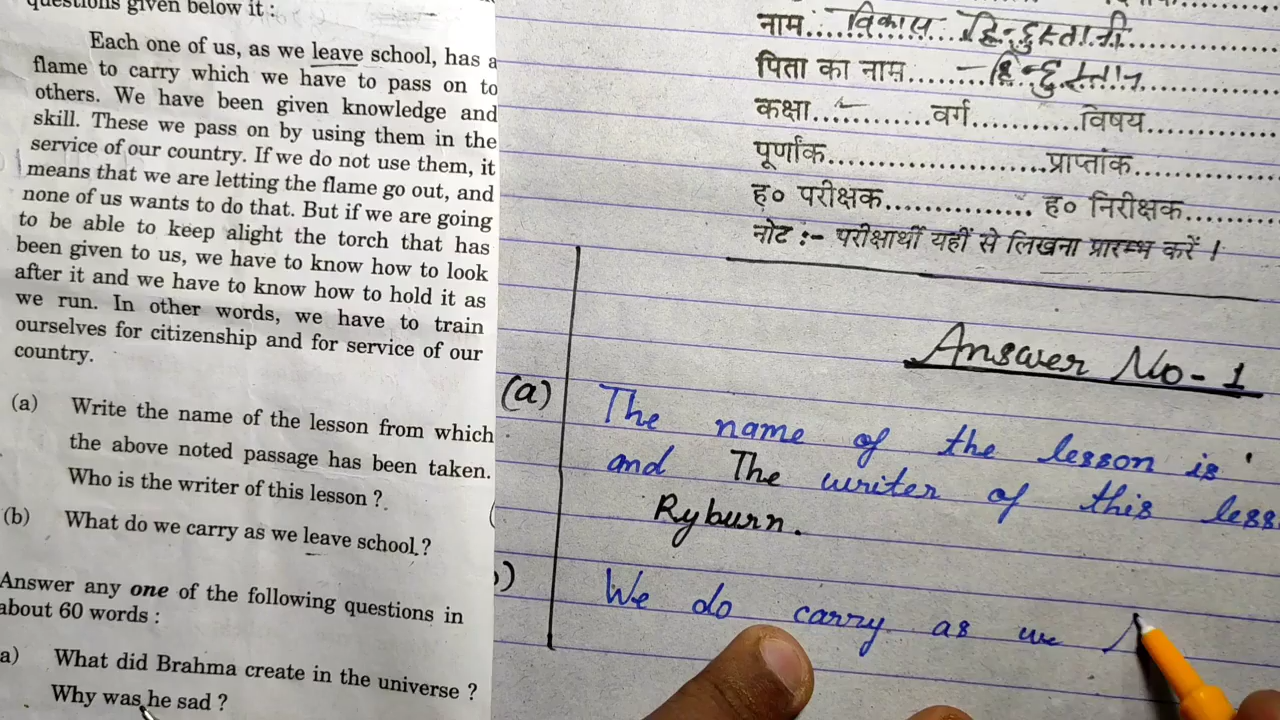 questions given below it :
Each one of us, as we leave school, has a
flame to carry which we have to pass on to
others. We have been given knowledge and
skill. These we pass on by using them in the
service of our country. If we do not use them, it
means that we are letting the flame go out, and
none of us wants to do that. But if we are going
to be able to keep alight the torch that has
been given to us, we have to know how to look
after it and we have to know how to hold it as
we run. In other words, we have to train
ourselves for citizenship and for service of our
country.
(a) Write the name of the lesson from which
the above noted passage has been taken.
Who is the writer of this lesson ?
(b) What do we carry as we leave school ?
Answer any one of the following questions in
about 60 words :
a) What did Brahma create in the universe ?
Why was he sad ?
नाम.... विकास हिन्दुस्तानी................
पिता का नाम........ हिन्दुस्तान
कक्षा.............वर्ग...........विषय..............
पूर्णांक......................प्राप्तांक................
ह० परीक्षक................ ह० निरीक्षक...........
नोट :- परीक्षार्थी यहीं से लिखना प्रारम्भ करें ।
Answer No - 1
(a) The name of the lesson is '
and The writer of this less
Ryburn.
) We do carry as we